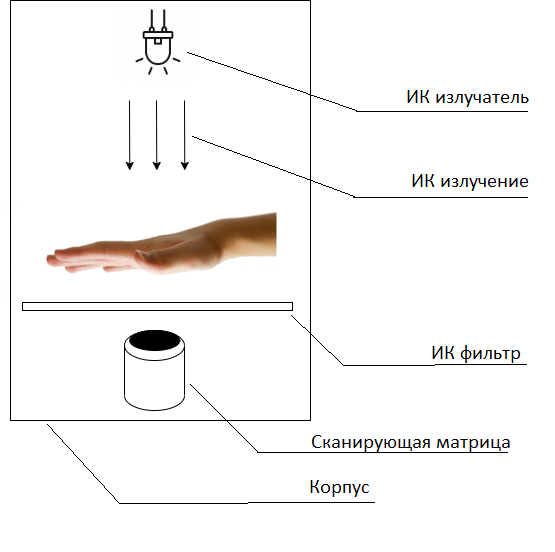 ИК излучатель
ИК излучение
ИК фильтр
Сканирующая матрица
Корпус